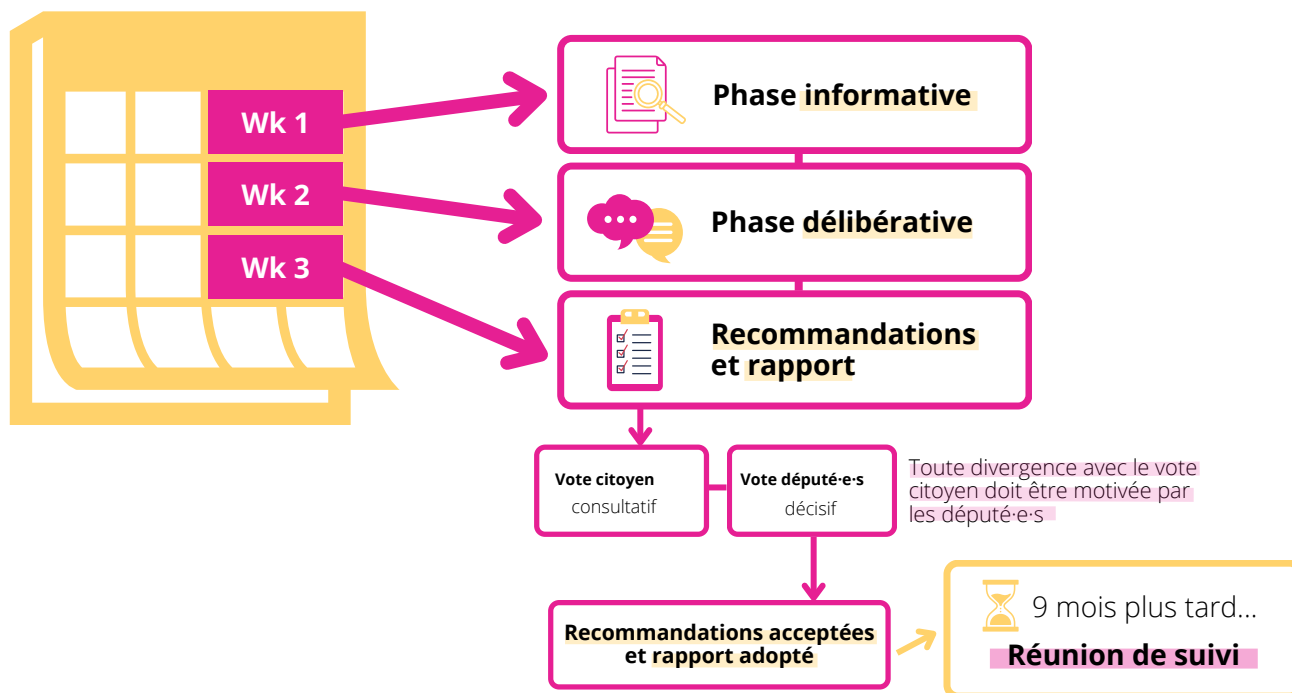 Wk 1
Phase informative
Wk 2
Phase délibérative
Wk 3
Recommandations
et rapport
Vote citoyen
consultatif
Vote député·e·s
décisif
Toute divergence avec le vote
citoyen doit être motivée par
les député·e·s
Recommandations acceptées
et rapport adopté
9 mois plus tard...
Réunion de suivi